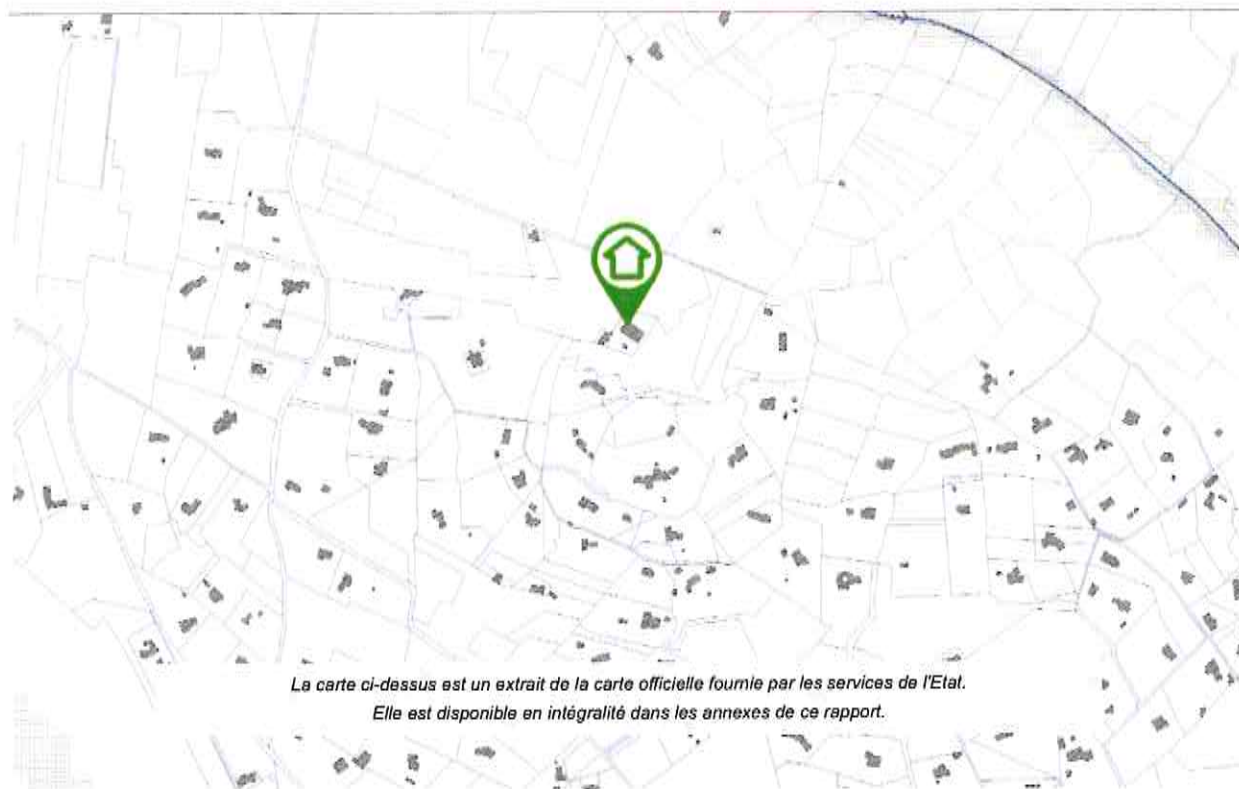 La carte ci-dessus est un extrait de la carte officielle fournie par les services de l'Etat.
Elle est disponible en intégralité dans les annexes de ce rapport.